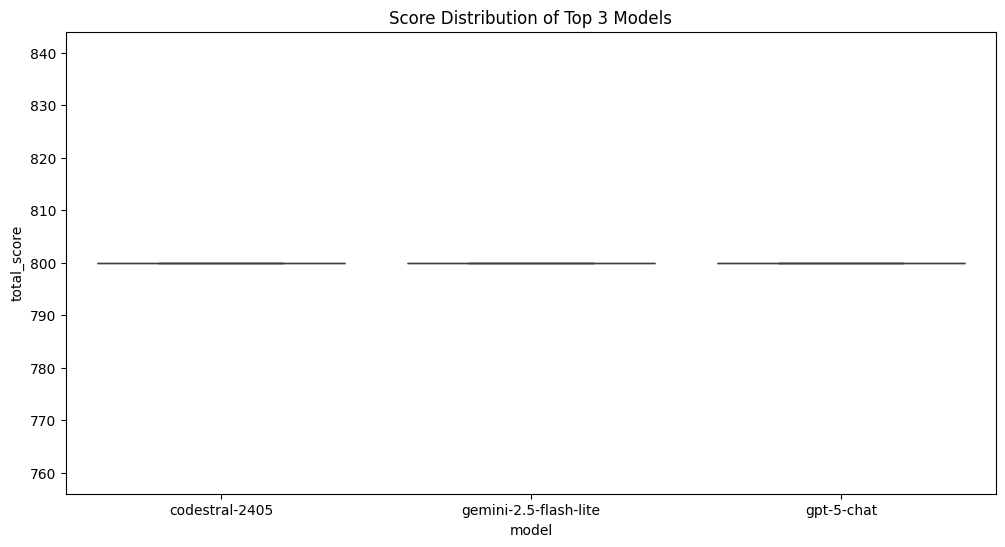 Score Distribution of Top 3 Models
840
830
820
810
800
790
780
770
760
total_score
codestral-2405
gemini-2.5-flash-lite
gpt-5-chat
model